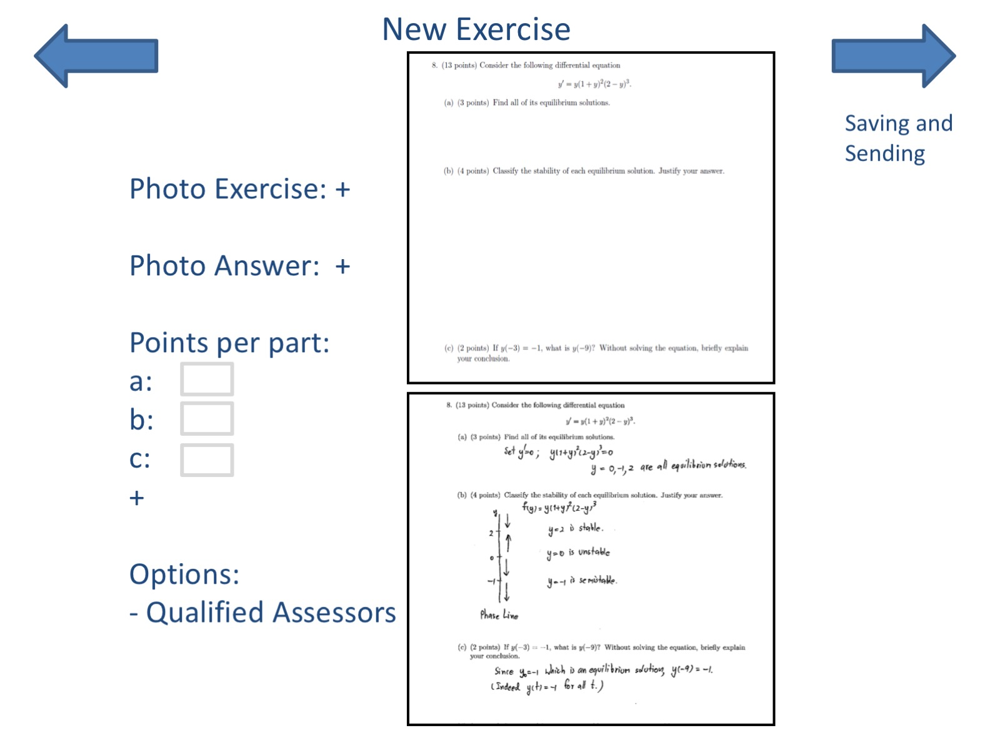 New Exercise
Saving and
Sending
Photo Exercise: +
Photo Answer: +
Points per part:
a:
b:
c:
+
Options:
- Qualified Assessors
8. (13 points) Consider the following differential equation
y′ = y(1 + y)²(2 − y)³.
(a) (3 points) Find all of its equilibrium solutions.
(b) (4 points) Classify the stability of each equilibrium solution. Justify your answer.
(c) (2 points) If y(−3) = −1, what is y(−9)? Without solving the equation, briefly explain
your conclusion.
8. (13 points) Consider the following differential equation
y′ = y(1 + y)²(2 − y)³.
(a) (3 points) Find all of its equilibrium solutions.
Set y′=0; y(1+y)²(2-y)³=0
y = 0,-1,2 are all equilibrium solutions.
(b) (4 points) Classify the stability of each equilibrium solution. Justify your answer.
f(y) = y(1+y)²(2-y)³
y
2
y=2 is stable.
0
y=0 is unstable
-1
y=-1 is semistable.
Phase Line
(c) (2 points) If y(−3) = −1, what is y(−9)? Without solving the equation, briefly explain
your conclusion.
Since y₀=-1 which is an equilibrium solution, y(-9) = -1.
(Indeed y(t) = -1 for all t.)